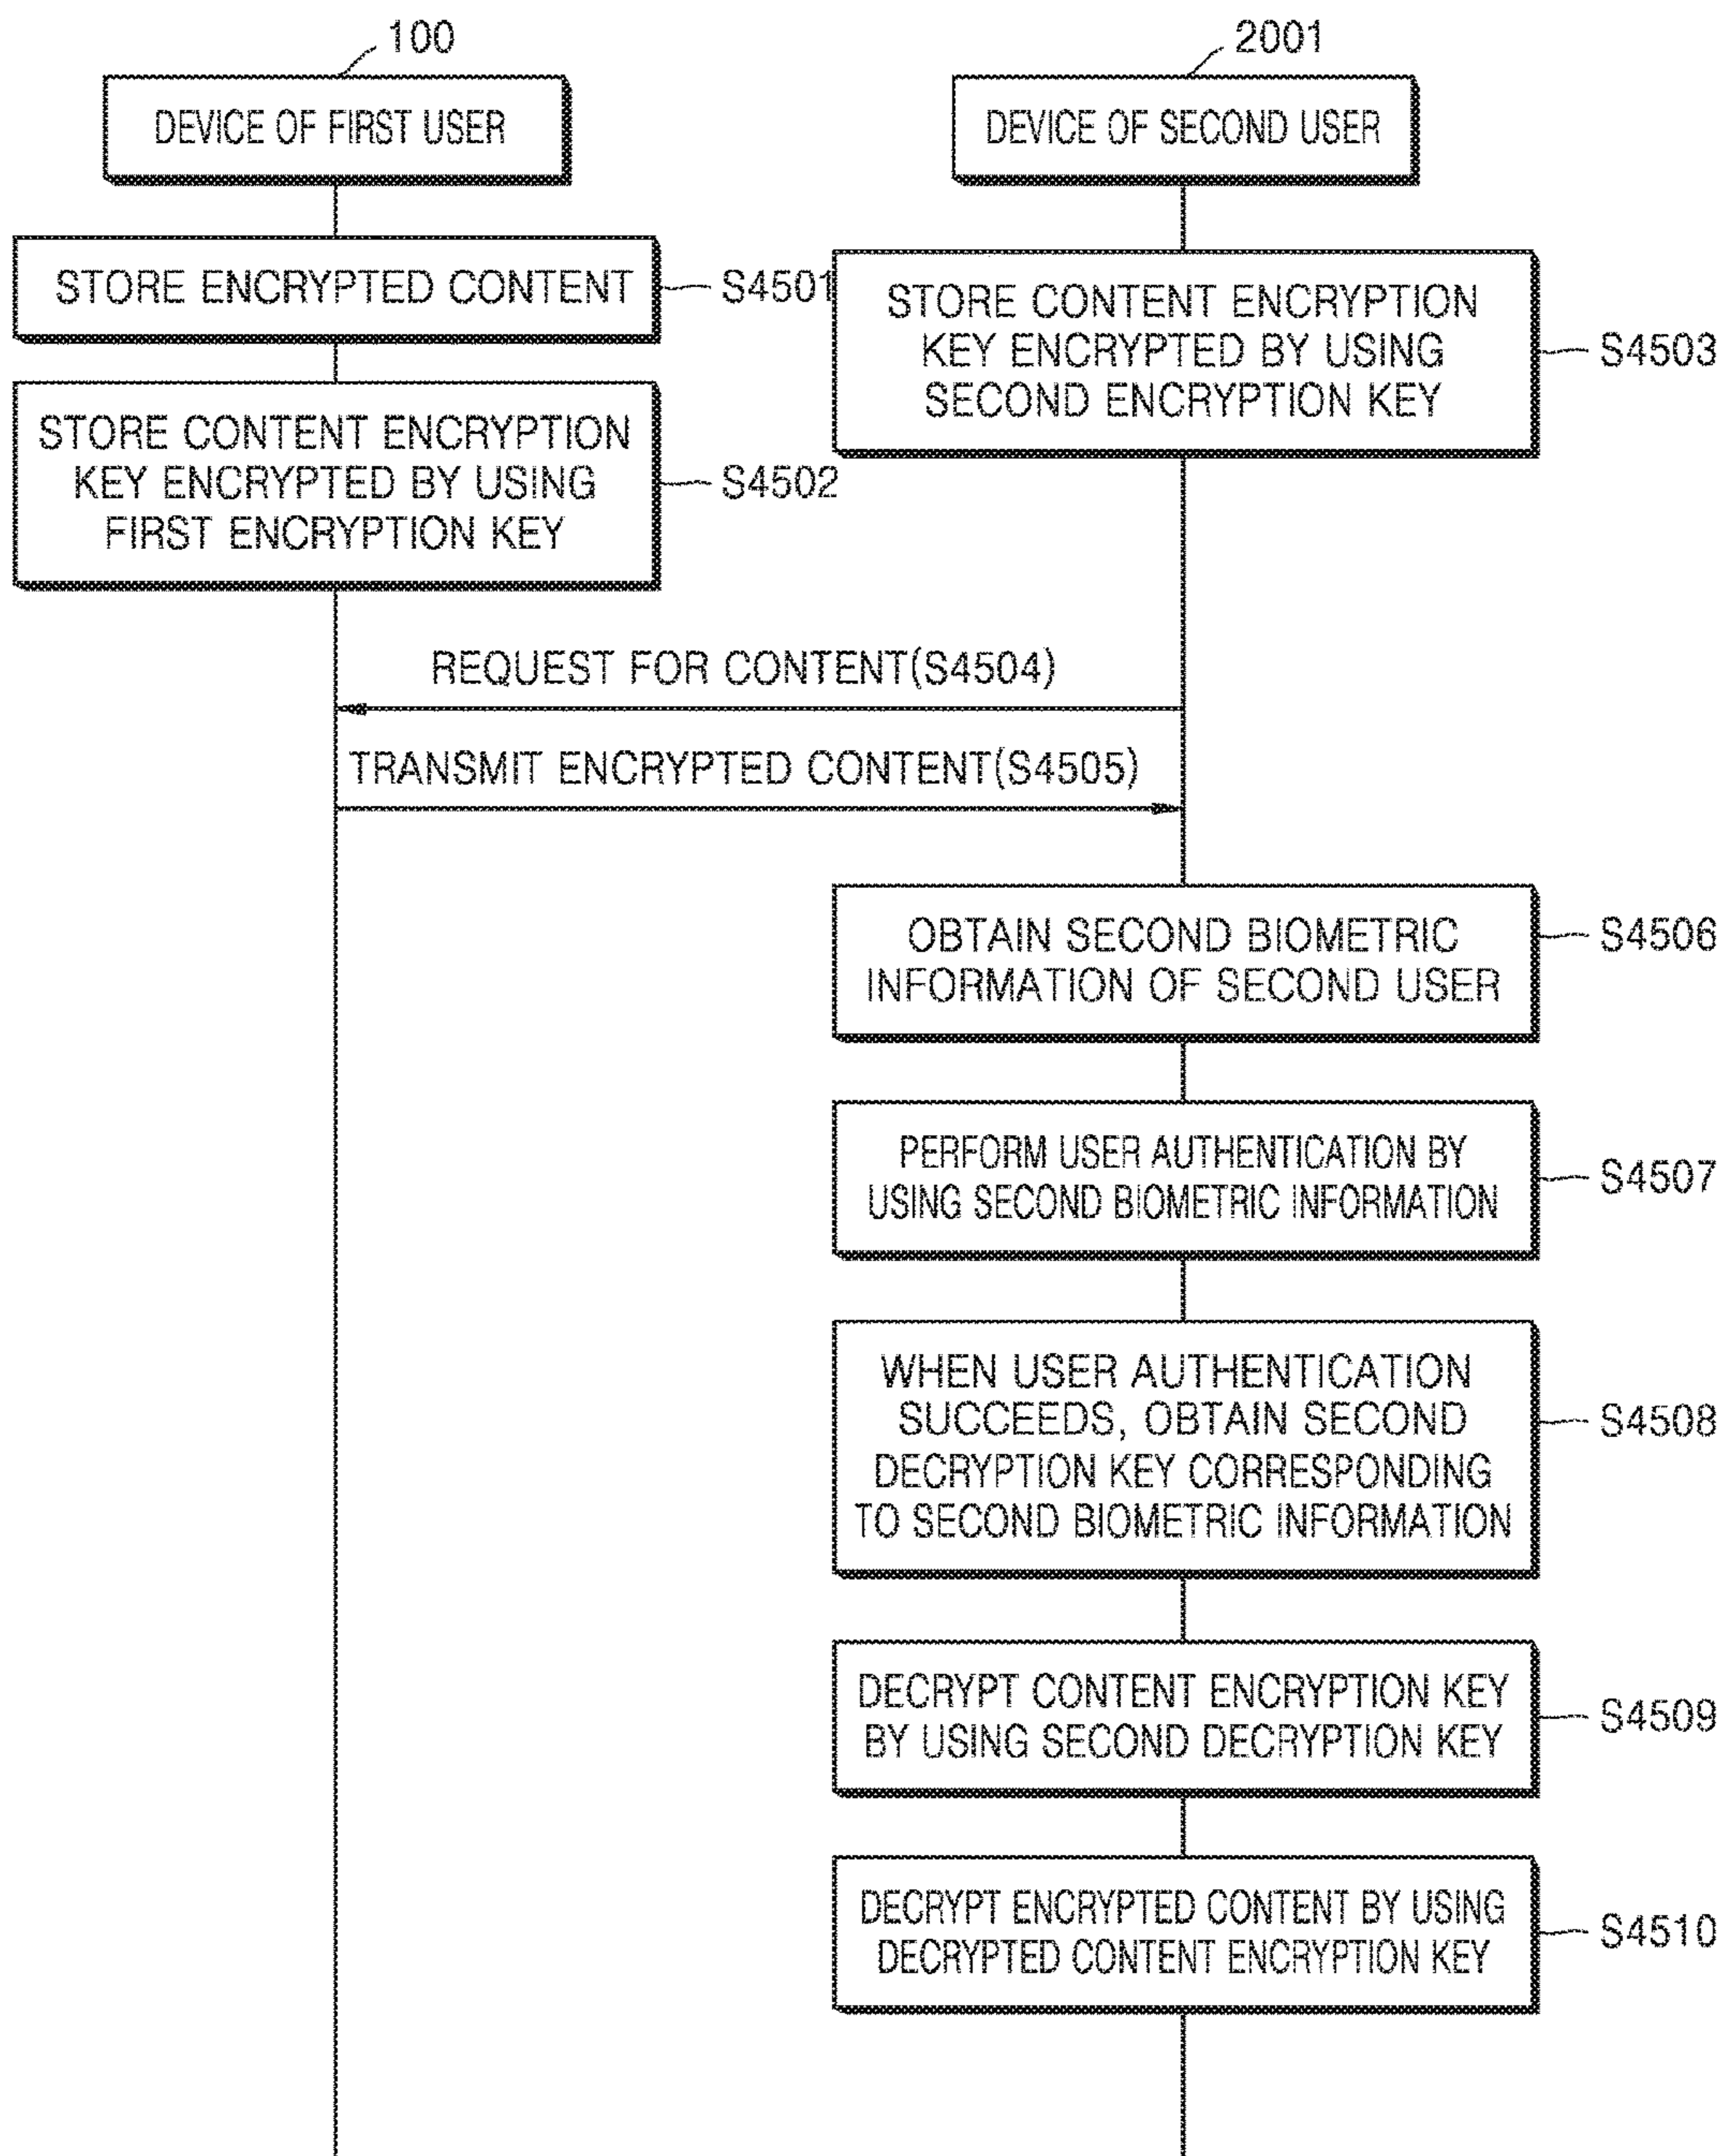 100
DEVICE OF FIRST USER
2001
DEVICE OF SECOND USER
STORE ENCRYPTED CONTENT
S4501
STORE CONTENT ENCRYPTION
KEY ENCRYPTED BY USING
FIRST ENCRYPTION KEY
S4502
STORE CONTENT ENCRYPTION
KEY ENCRYPTED BY USING
SECOND ENCRYPTION KEY
S4503
REQUEST FOR CONTENT(S4504)
TRANSMIT ENCRYPTED CONTENT(S4505)
OBTAIN SECOND BIOMETRIC
INFORMATION OF SECOND USER
S4506
PERFORM USER AUTHENTICATION BY
USING SECOND BIOMETRIC INFORMATION
S4507
WHEN USER AUTHENTICATION
SUCCEEDS, OBTAIN SECOND
DECRYPTION KEY CORRESPONDING
TO SECOND BIOMETRIC INFORMATION
S4508
DECRYPT CONTENT ENCRYPTION KEY
BY USING SECOND DECRYPTION KEY
S4509
DECRYPT ENCRYPTED CONTENT BY USING
DECRYPTED CONTENT ENCRYPTION KEY
S4510